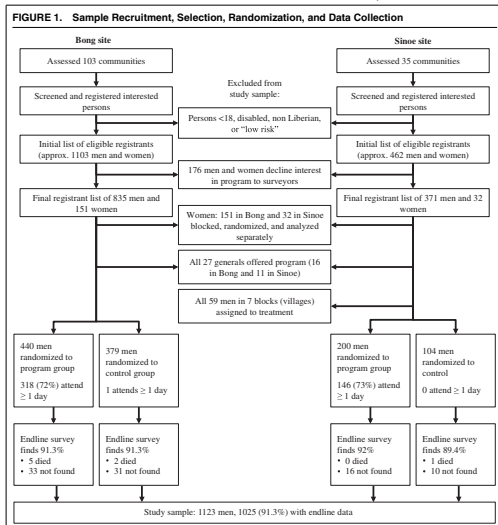 FIGURE 1. Sample Recruitment, Selection, Randomization, and Data Collection
Bong site
Sinoe site
Assessed 103 communities
Assessed 35 communities
Excluded from
study sample:
Screened and registered interested
persons
Screened and registered interested
persons
Persons <18, disabled, non Liberian,
or “low risk”
Initial list of eligible registrants
(approx. 1103 men and women)
Initial list of eligible registrants
(approx. 462 men and women)
176 men and women decline interest
in program to surveyors
Final registrant list of 835 men and
151 women
Final registrant list of 371 men and 32
women
Women: 151 in Bong and 32 in Sinoe
blocked, randomized, and analyzed
separately
All 27 generals offered program (16
in Bong and 11 in Sinoe)
All 59 men in 7 blocks (villages)
assigned to treatment
440 men
randomized to
program group
318 (72%) attend
≥ 1 day
379 men
randomized to
control group
1 attends ≥ 1 day
200 men
randomized to
program group
146 (73%) attend
≥ 1 day
104 men
randomized to
control
0 attend ≥ 1 day
Endline survey
finds 91.3%
• 5 died
• 33 not found
Endline survey
finds 91.3%
• 2 died
• 31 not found
Endline survey
finds 92%
• 0 died
• 16 not found
Endline survey
finds 89.4%
• 1 died
• 10 not found
Study sample: 1123 men, 1025 (91.3%) with endline data